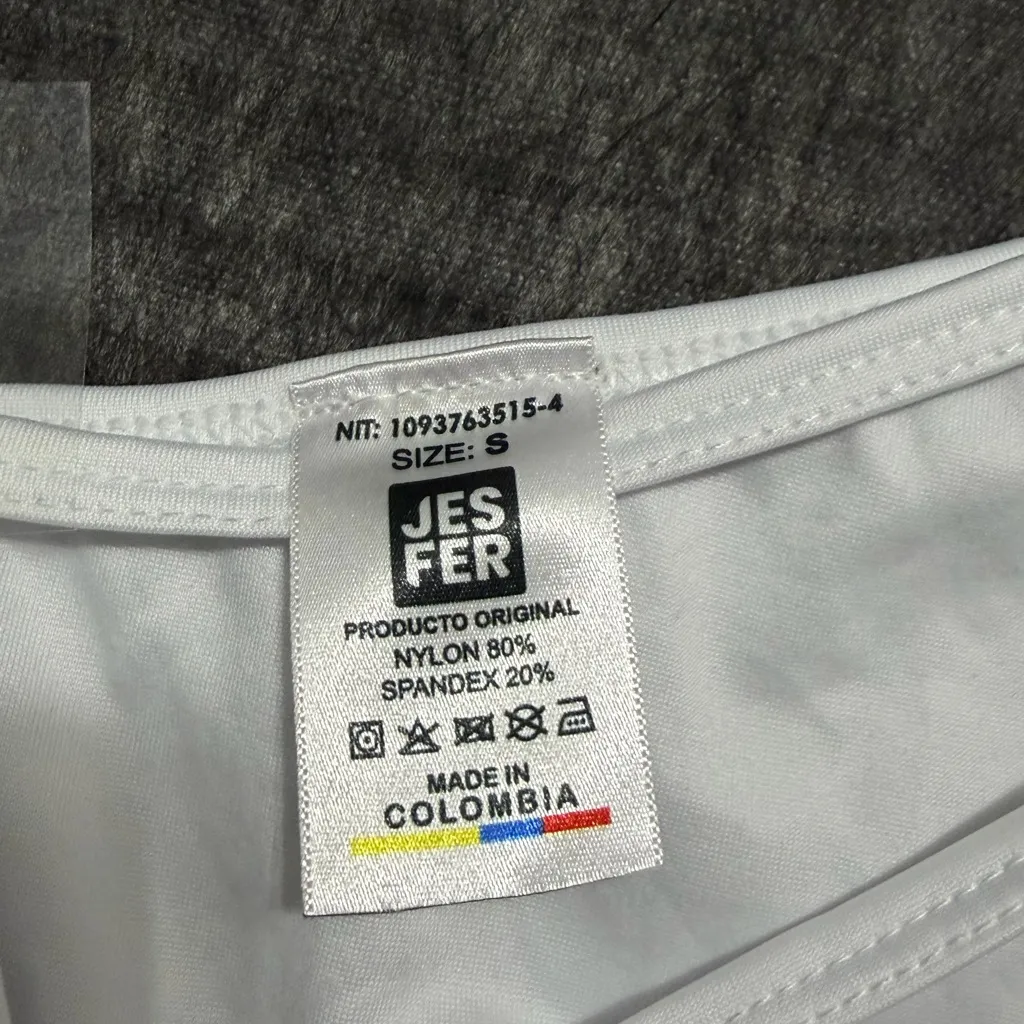 NIT: 1093763515-4
SIZE: S
JES
FER
PRODUCTO ORIGINAL
NYLON 80%
SPANDEX 20%
MADE IN
COLOMBIA